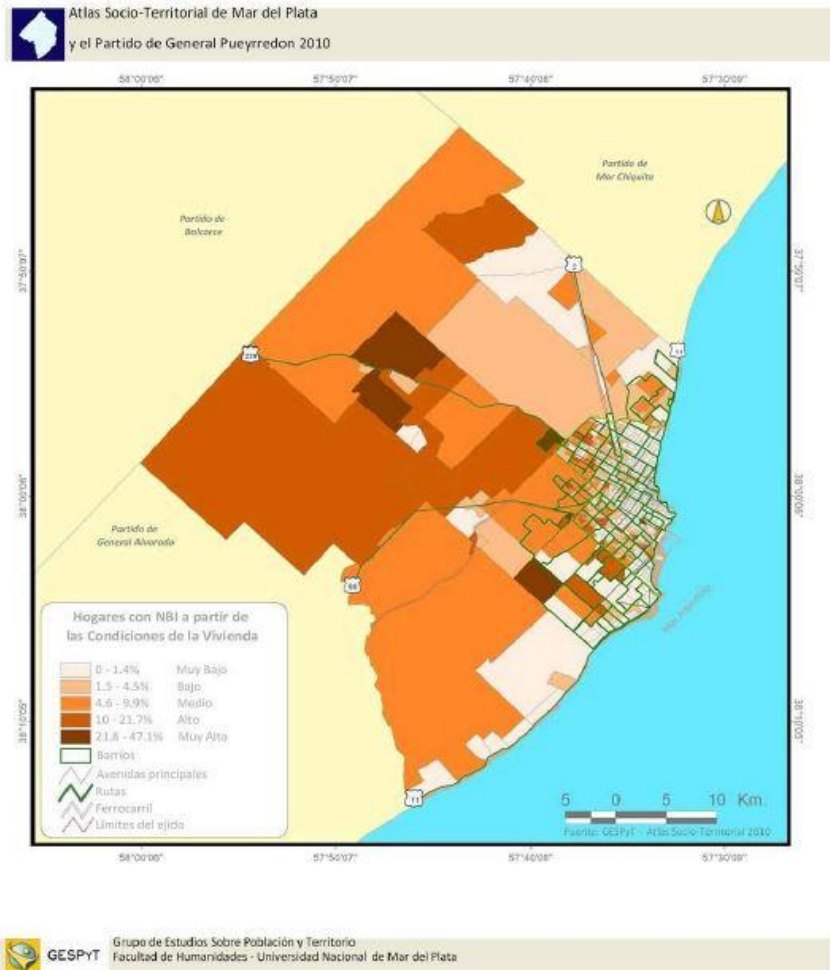 Atlas Socio-Territorial de Mar del Plata
y el Partido de General Pueyrredon 2010
58°00'06"
57°50'07"
57°40'08"
57°30'09"
Partido de
Mar Chiquita
Partido de
Balcarce
37°50'07"
37°50'07"
2
11
226
38°00'06"
38°00'06"
Partido de
General Alvarado
88
Mar Argentino
Hogares con NBI a partir de
las Condiciones de la Vivienda
0 - 1.4% Muy Bajo
1.5 - 4.5% Bajo
4.6 - 9.9% Medio
10 - 21.7% Alto
21.8 - 47.1% Muy Alto
Barrios
Avenidas principales
Rutas
Ferrocarril
Límites del ejido
38°10'05"
38°10'05"
11
5 0 5 10 Km.
Fuente: GESPyT - Atlas Socio-Territorial 2010
58°00'06"
57°50'07"
57°40'08"
57°30'09"
GESPYT
Grupo de Estudios Sobre Población y Territorio
Facultad de Humanidades - Universidad Nacional de Mar del Plata